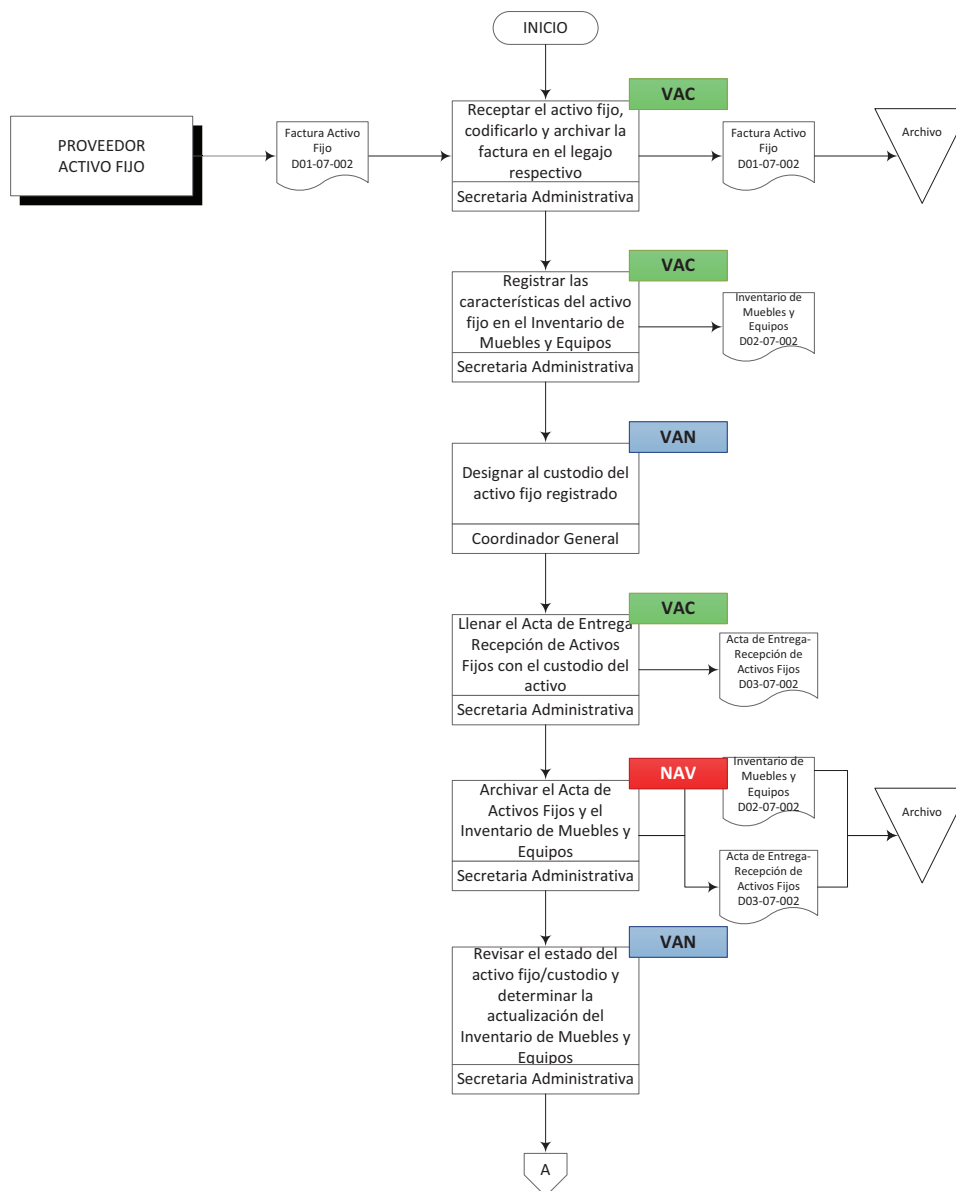 INICIO
VAC
Receptar el activo fijo,
codificarlo y archivar la
factura en el legajo
respectivo
Secretaria Administrativa
PROVEEDOR
ACTIVO FIJO
Factura Activo
Fijo
D01-07-002
Factura Activo
Fijo
D01-07-002
Archivo
VAC
Registrar las
características del activo
fijo en el Inventario de
Muebles y Equipos
Secretaria Administrativa
Inventario de
Muebles y
Equipos
D02-07-002
VAN
Designar al custodio del
activo fijo registrado
Coordinador General
VAC
Llenar el Acta de Entrega
Recepción de Activos
Fijos con el custodio del
activo
Secretaria Administrativa
Acta de Entrega-
Recepción de
Activos Fijos
D03-07-002
NAV
Archivar el Acta de
Activos Fijos y el
Inventario de Muebles y
Equipos
Secretaria Administrativa
Inventario de
Muebles y
Equipos
D02-07-002
Acta de Entrega-
Recepción de
Activos Fijos
D03-07-002
Archivo
VAN
Revisar el estado del
activo fijo/custodio y
determinar la
actualización del
Inventario de Muebles y
Equipos
Secretaria Administrativa
A